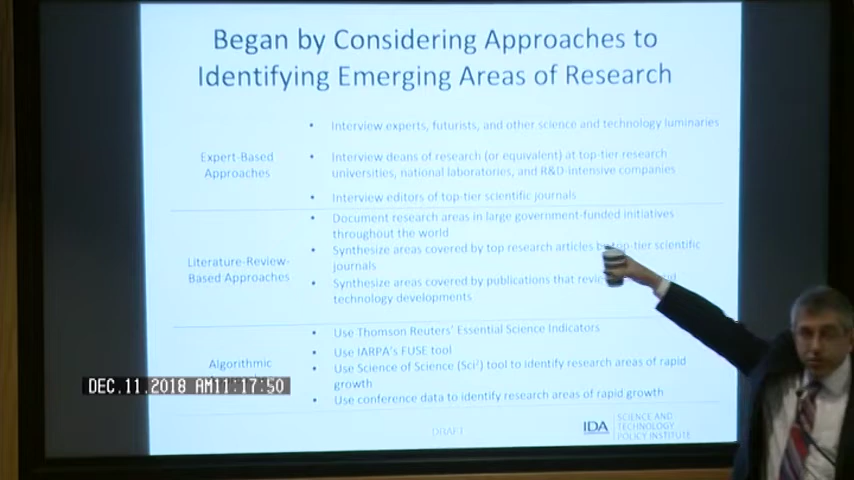 Began by Considering Approaches to
Identifying Emerging Areas of Research
Expert-Based
Approaches
• Interview experts, futurists, and other science and technology luminaries
• Interview deans of research (or equivalent) at top-tier research
universities, national laboratories, and R&D-intensive companies
• Interview editors of top-tier scientific journals
Literature-Review-
Based Approaches
• Document research areas in large government-funded initiatives
throughout the world
• Synthesize areas covered by top research articles by top-tier scientific
journals
• Synthesize areas covered by publications that
technology developments
Algorithmic
• Use Thomson Reuters' Essential Science Indicators
• Use IARPA's FUSE tool
• Use Science of Science (Sci²) tool to identify research areas of rapid
growth
• Use conference data to identify research areas of rapid growth
DEC.11.2018 AM11:17:50
DRAFT
IDA
SCIENCE AND
TECHNOLOGY
POLICY INSTITUTE